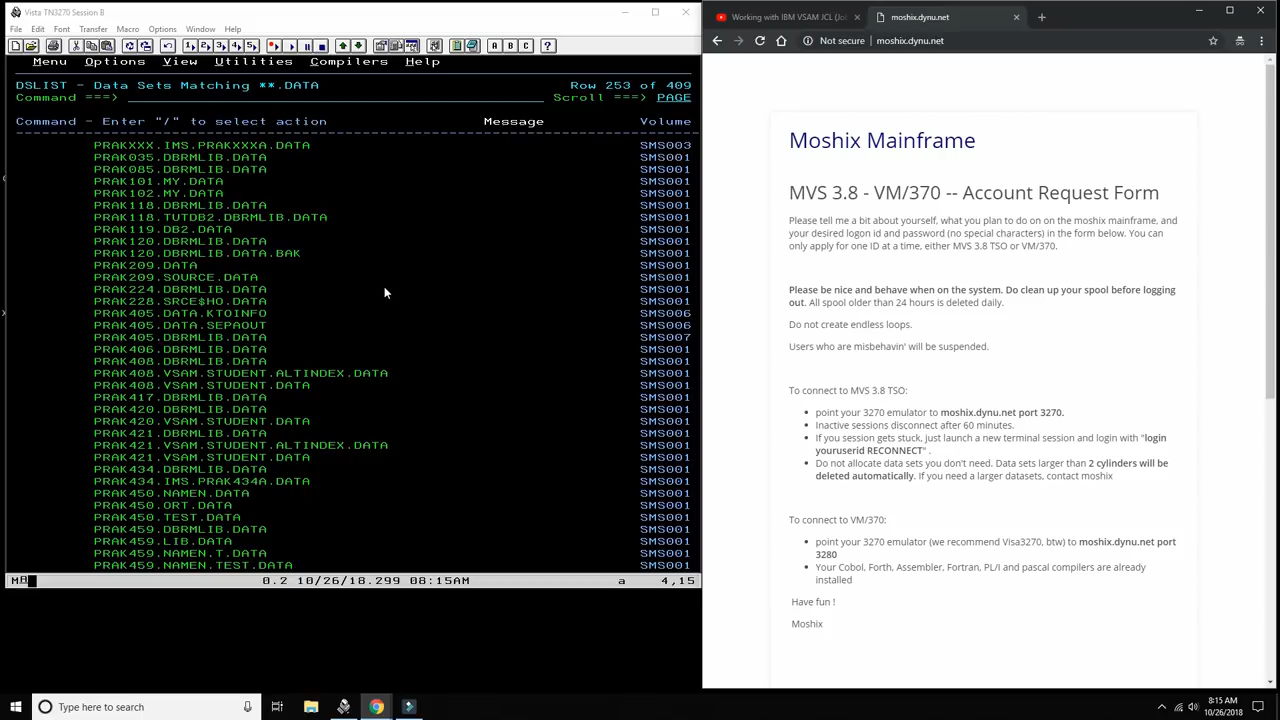 Vista TN3270 Session B
File Edit Font Transfer Macro Options Window Help
Menu Options View Utilities Compilers Help
DSLIST - Data Sets Matching **.DATA Row 253 of 409
Command ===> Scroll ===> PAGE
Command - Enter "/" to select action Message Volume
PRAKXXX.IMS.PRAKXXXA.DATA SMS003
PRAK035.DBRMLIB.DATA SMS001
PRAK085.DBRMLIB.DATA SMS001
PRAK101.MY.DATA SMS001
PRAK102.MY.DATA SMS001
PRAK118.DBRMLIB.DATA SMS001
PRAK118.TUTDB2.DBRMLIB.DATA SMS001
PRAK119.DB2.DATA SMS001
PRAK120.DBRMLIB.DATA SMS001
PRAK120.DBRMLIB.DATA.BAK SMS001
PRAK209.DATA SMS001
PRAK209.SOURCE.DATA SMS001
PRAK224.DBRMLIB.DATA SMS001
PRAK228.SRCE$HO.DATA SMS001
PRAK405.DATA.KTOINFO SMS006
PRAK405.DATA.SEPAOUT SMS006
PRAK405.DBRMLIB.DATA SMS007
PRAK406.DBRMLIB.DATA SMS001
PRAK408.DBRMLIB.DATA SMS001
PRAK408.VSAM.STUDENT.ALTINDEX.DATA SMS001
PRAK408.VSAM.STUDENT.DATA SMS001
PRAK417.DBRMLIB.DATA SMS001
PRAK420.DBRMLIB.DATA SMS001
PRAK420.VSAM.STUDENT.DATA SMS001
PRAK421.DBRMLIB.DATA SMS001
PRAK421.VSAM.STUDENT.ALTINDEX.DATA SMS001
PRAK421.VSAM.STUDENT.DATA SMS001
PRAK434.DBRMLIB.DATA SMS001
PRAK434.IMS.PRAK434A.DATA SMS001
PRAK450.NAMEN.DATA SMS001
PRAK450.ORT.DATA SMS001
PRAK450.TEST.DATA SMS001
PRAK459.DBRMLIB.DATA SMS001
PRAK459.LIB.DATA SMS001
PRAK459.NAMEN.T.DATA SMS001
PRAK459.NAMEN.TEST.DATA SMS001
0.2 10/26/18.299 08:15AM a 4,15
Working with IBM VSAM JCL (Jo
moshix.dynu.net
Not secure moshix.dynu.net
Moshix Mainframe
MVS 3.8 - VM/370 -- Account Request Form
Please tell me a bit about yourself, what you plan to do on on the moshix mainframe, and
your desired logon id and password (no special characters) in the form below. You can
only apply for one ID at a time, either MVS 3.8 TSO or VM/370.
Please be nice and behave when on the system. Do clean up your spool before logging
out. All spool older than 24 hours is deleted daily.
Do not create endless loops.
Users who are misbehavin' will be suspended.
To connect to MVS 3.8 TSO:
point your 3270 emulator to moshix.dynu.net port 3270.
Inactive sessions disconnect after 60 minutes.
If you session gets stuck, just launch a new terminal session and login with "login
youruserid RECONNECT" .
Do not allocate data sets you don't need. Data sets larger than 2 cylinders will be
deleted automatically. If you need a larger datasets, contact moshix
To connect to VM/370:
point your 3270 emulator (we recommend Visa3270, btw) to moshix.dynu.net port
3280
Your Cobol, Forth, Assembler, Fortran, PL/I and pascal compilers are already
installed
Have fun !
Moshix
Type here to search
8:15 AM
10/26/2018